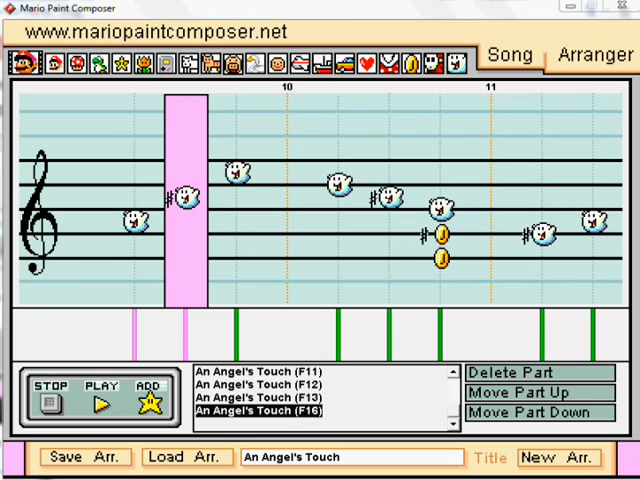 Mario Paint Composer
www.mariopaintcomposer.net
Song
Arranger
10
11
STOP
PLAY
ADD
An Angel's Touch (F11)
An Angel's Touch (F12)
An Angel's Touch (F13)
An Angel's Touch (F16)
Delete Part
Move Part Up
Move Part Down
Save Arr.
Load Arr.
An Angel's Touch
Title
New Arr.